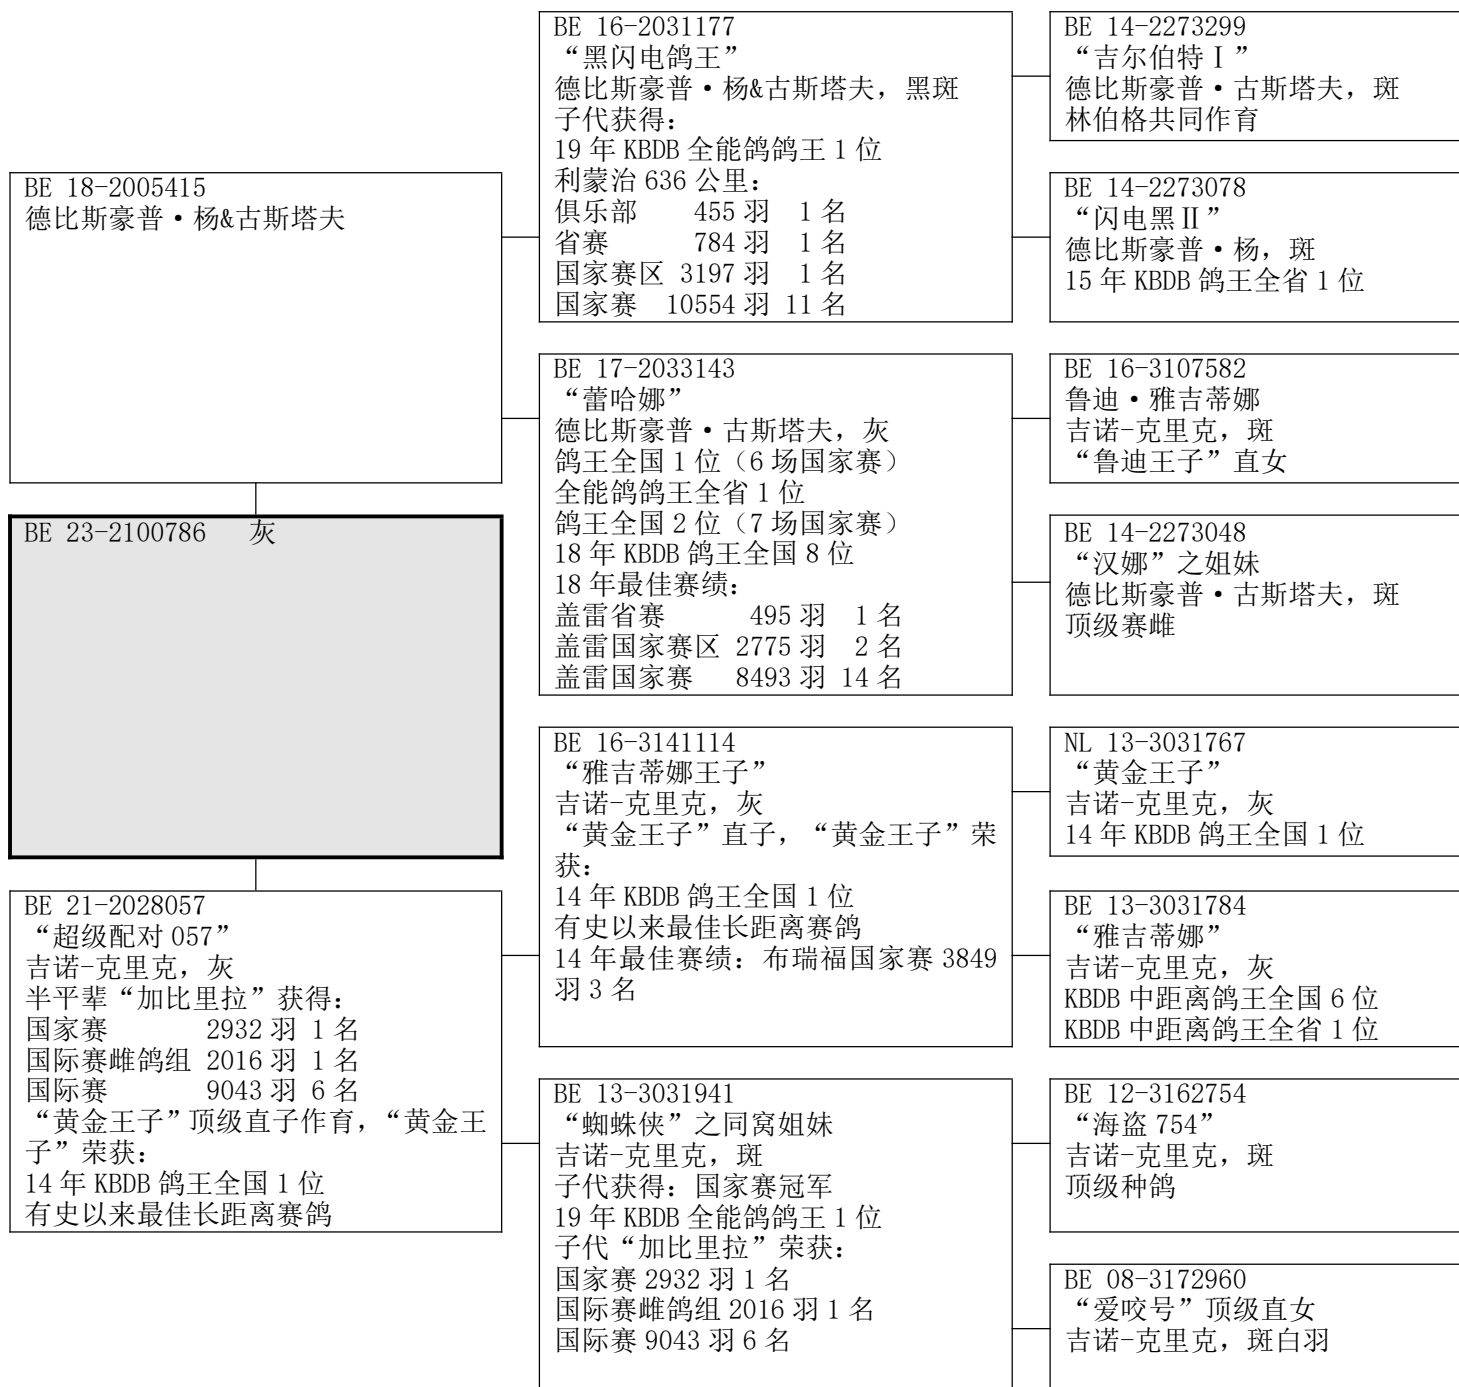 BE 18-2005415
德比斯豪普·杨&古斯塔夫
BE 23-2100786 灰
BE 21-2028057
“超级配对 057”
吉诺-克里克，灰
半平辈“加比里拉”获得：
国家赛 2932 羽 1 名
国际赛雌鸽组 2016 羽 1 名
国际赛 9043 羽 6 名
“黄金王子”顶级直子作育，“黄金王
子”荣获：
14 年 KBDB 鸽王全国 1 位
有史以来最佳长距离赛鸽
BE 16-2031177
“黑闪电鸽王”
德比斯豪普·杨&古斯塔夫，黑斑
子代获得：
19 年 KBDB 全能鸽鸽王 1 位
利蒙治 636 公里：
俱乐部 455 羽 1 名
省赛 784 羽 1 名
国家赛区 3197 羽 1 名
国家赛 10554 羽 11 名
BE 17-2033143
“蕾哈娜”
德比斯豪普·古斯塔夫，灰
鸽王全国 1 位（6 场国家赛）
全能鸽鸽王全省 1 位
鸽王全国 2 位（7 场国家赛）
18 年 KBDB 鸽王全国 8 位
18 年最佳赛绩：
盖雷省赛 495 羽 1 名
盖雷国家赛区 2775 羽 2 名
盖雷国家赛 8493 羽 14 名
BE 16-3141114
“雅吉蒂娜王子”
吉诺-克里克，灰
“黄金王子”直子，“黄金王子”荣
获：
14 年 KBDB 鸽王全国 1 位
有史以来最佳长距离赛鸽
14 年最佳赛绩：布瑞福国家赛 3849
羽 3 名
BE 13-3031941
“蜘蛛侠”之同窝姐妹
吉诺-克里克，斑
子代获得：国家赛冠军
19 年 KBDB 全能鸽鸽王 1 位
子代“加比里拉”荣获：
国家赛 2932 羽 1 名
国际赛雌鸽组 2016 羽 1 名
国际赛 9043 羽 6 名
BE 14-2273299
“吉尔伯特Ⅰ”
德比斯豪普·古斯塔夫，斑
林伯格共同作育
BE 14-2273078
“闪电黑Ⅱ”
德比斯豪普·杨，斑
15 年 KBDB 鸽王全省 1 位
BE 16-3107582
鲁迪·雅吉蒂娜
吉诺-克里克，斑
“鲁迪王子”直女
BE 14-2273048
“汉娜”之姐妹
德比斯豪普·古斯塔夫，斑
顶级赛雌
NL 13-3031767
“黄金王子”
吉诺-克里克，灰
14 年 KBDB 鸽王全国 1 位
BE 13-3031784
“雅吉蒂娜”
吉诺-克里克，灰
KBDB 中距离鸽王全国 6 位
KBDB 中距离鸽王全省 1 位
BE 12-3162754
“海盗 754”
吉诺-克里克，斑
顶级种鸽
BE 08-3172960
“爱咬号”顶级直女
吉诺-克里克，斑白羽